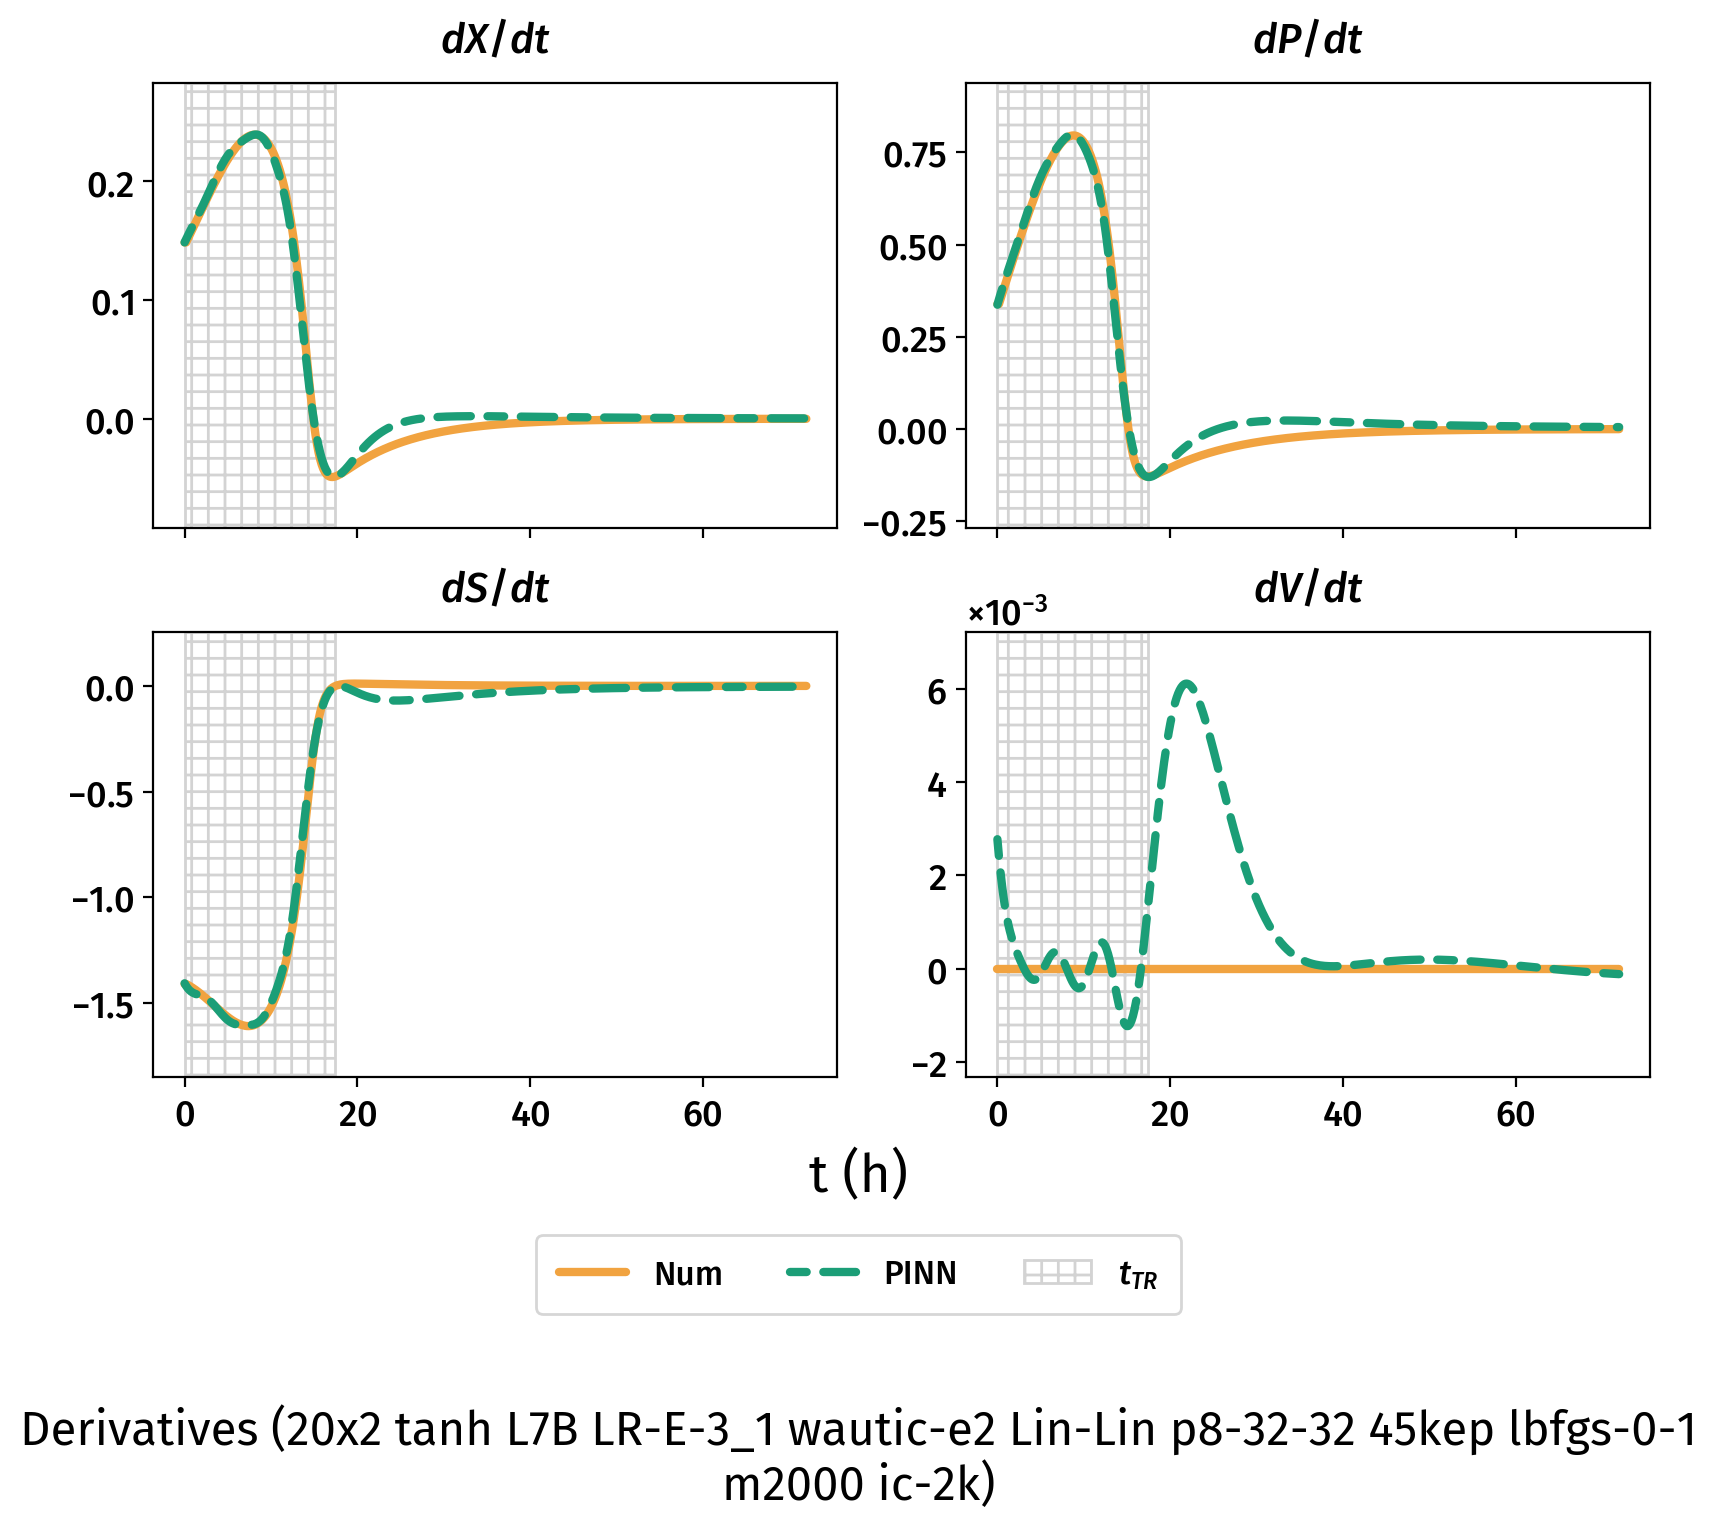 dX/dt
dP/dt
0.2
0.1
0.0
0.75
0.50
0.25
0.00
−0.25
dS/dt
dV/dt
×10⁻³
0.0
−0.5
−1.0
−1.5
6
4
2
0
−2
0 20 40 60
0 20 40 60
t (h)
Num PINN t_TR
Derivatives (20x2 tanh L7B LR-E-3_1 wautic-e2 Lin-Lin p8-32-32 45kep lbfgs-0-1
m2000 ic-2k)